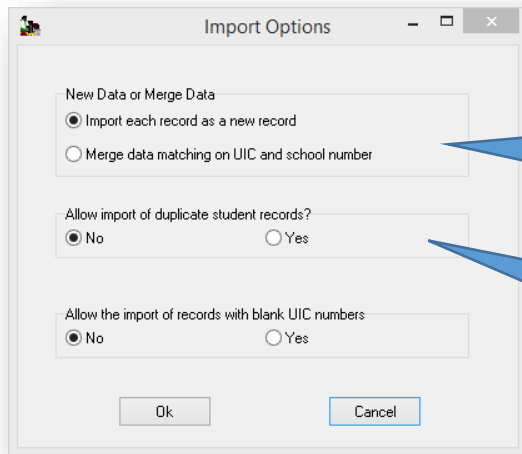 Import Options
New Data or Merge Data
Import each record as a new record
Merge data matching on UIC and school number
Allow import of duplicate student records?
No Yes
Allow the import of records with blank UIC numbers
No Yes
Ok Cancel